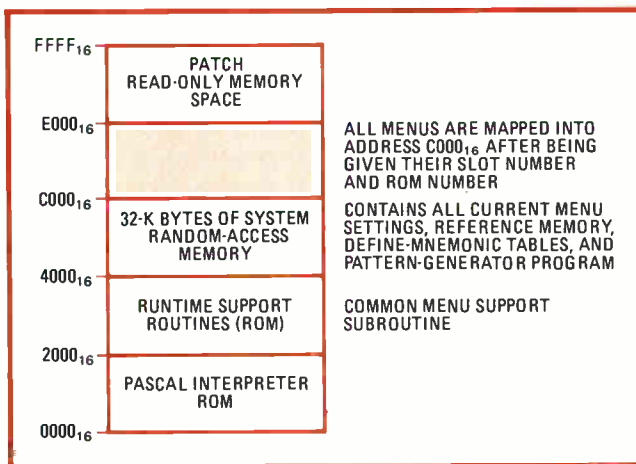 FFFF₁₆
PATCH
READ-ONLY MEMORY
SPACE
E000₁₆
ALL MENUS ARE MAPPED INTO
ADDRESS C000₁₆ AFTER BEING
GIVEN THEIR SLOT NUMBER
AND ROM NUMBER
C000₁₆
32-K BYTES OF SYSTEM
RANDOM-ACCESS
MEMORY
CONTAINS ALL CURRENT MENU
SETTINGS, REFERENCE MEMORY,
DEFINE-MNEMONIC TABLES, AND
PATTERN-GENERATOR PROGRAM
4000₁₆
RUNTIME SUPPORT
ROUTINES (ROM)
COMMON MENU SUPPORT
SUBROUTINE
2000₁₆
PASCAL INTERPRETER
ROM
0000₁₆